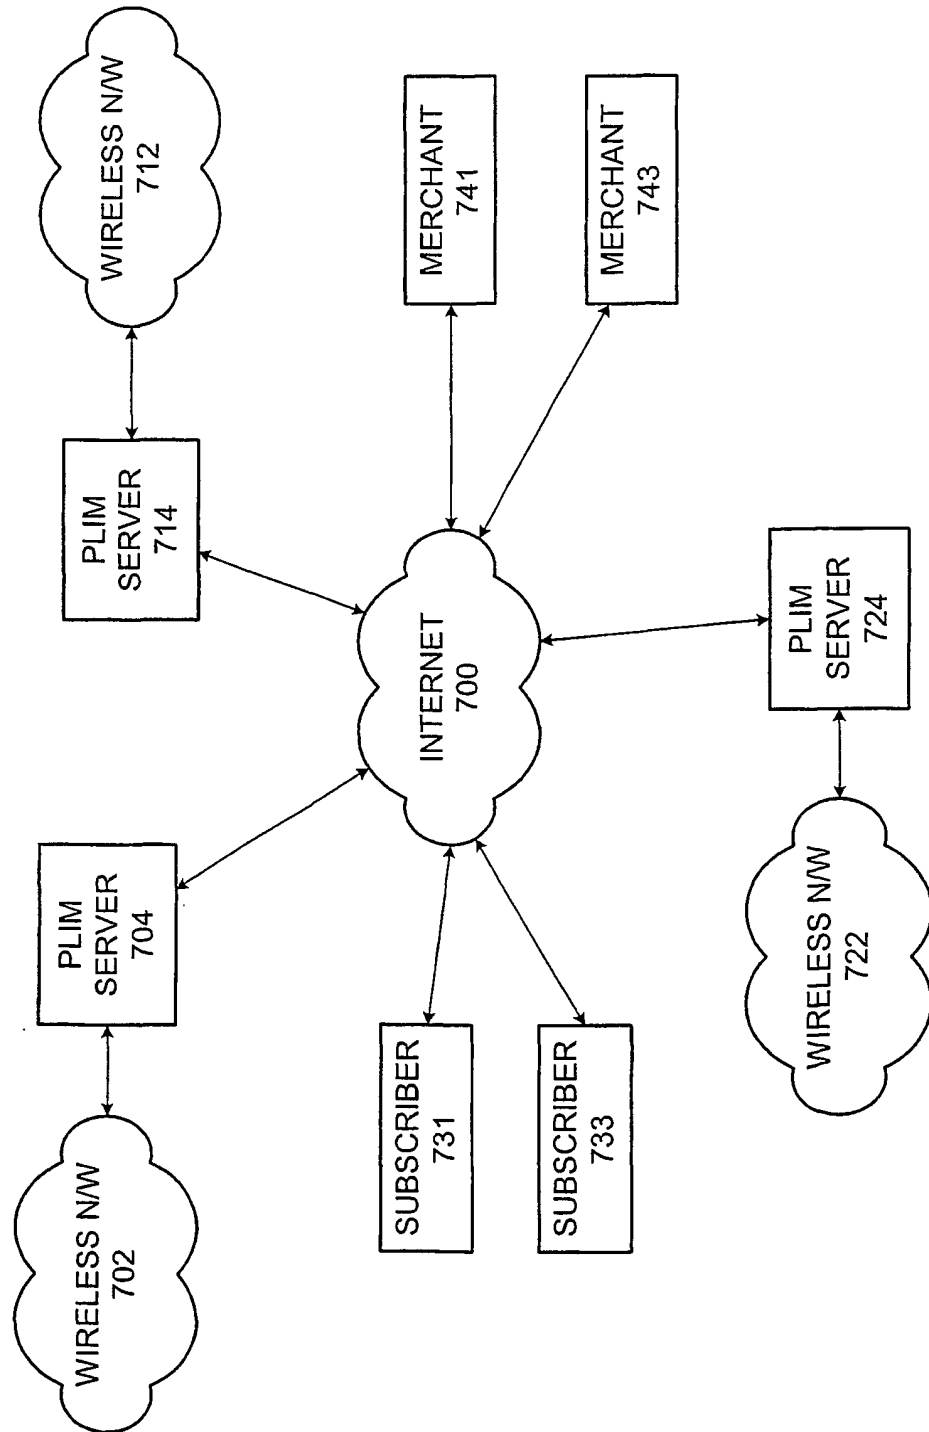 WIRELESS N/W
702
PLIM
SERVER
704
PLIM
SERVER
714
WIRELESS N/W
712
SUBSCRIBER
731
SUBSCRIBER
733
INTERNET
700
MERCHANT
741
MERCHANT
743
WIRELESS N/W
722
PLIM
SERVER
724